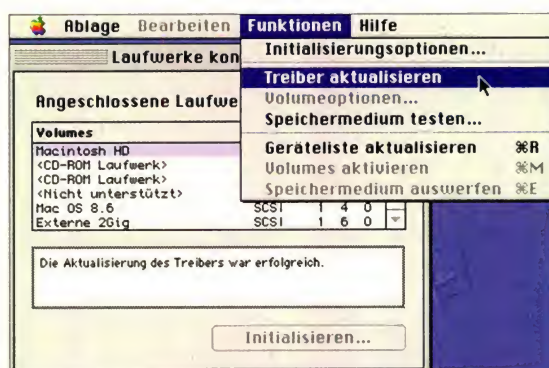 Ablage Bearbeiten Funktionen Hilfe
Laufwerke kon
Initialisierungsoptionen...
Treiber aktualisieren
Volumeoptionen...
Speichermedium testen...
Geräteliste aktualisieren ⌘R
Volumes aktivieren ⌘M
Speichermedium auswerfen ⌘E
Angeschlossene Laufwe
Volumes
Macintosh HD
<CD-ROM Laufwerk>
<CD-ROM Laufwerk>
<Nicht unterstützt>
Mac OS 8.6 SCSI 1 4 0
Externe 2Gig SCSI 1 6 0
Die Aktualisierung des Treibers war erfolgreich.
Initialisieren...